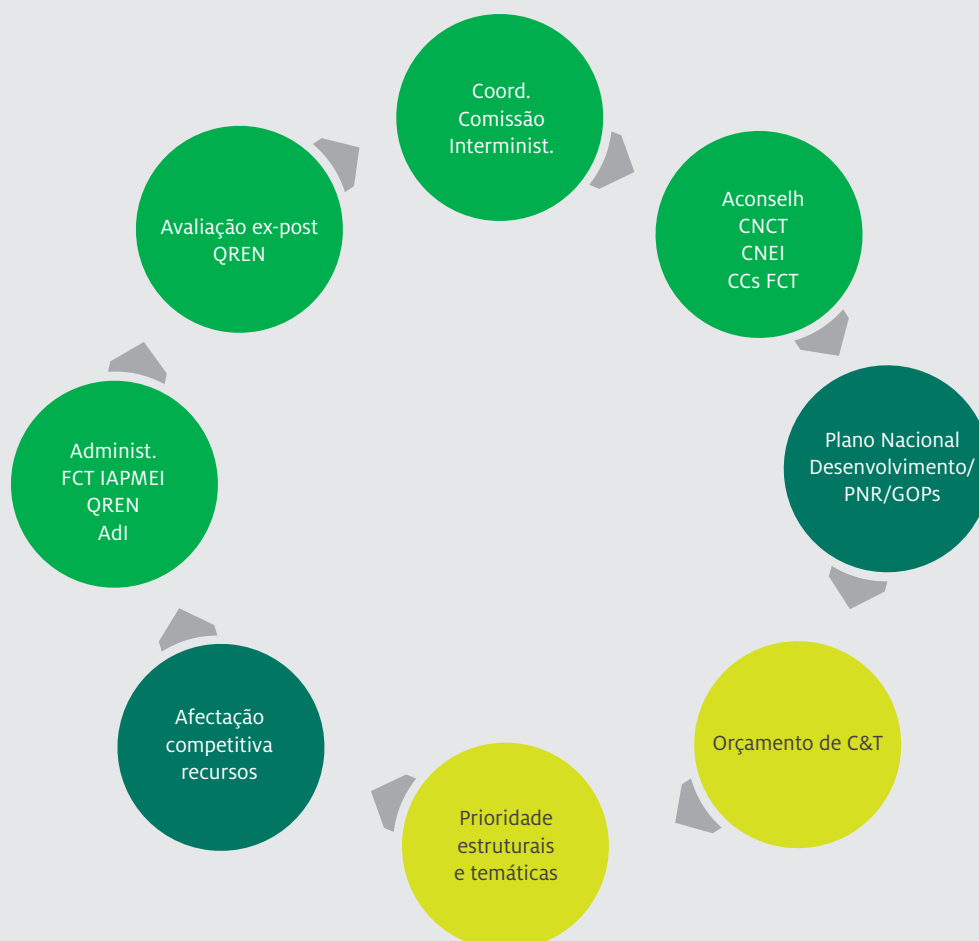 Coord.
Comissão
Interminist.
Aconselh
CNCT
CNEI
CCs FCT
Plano Nacional
Desenvolvimento/
PNR/GOPs
Orçamento de C&T
Prioridade
estruturais
e temáticas
Afectação
competitiva
recursos
Administ.
FCT IAPMEI
QREN
AdI
Avaliação ex-post
QREN